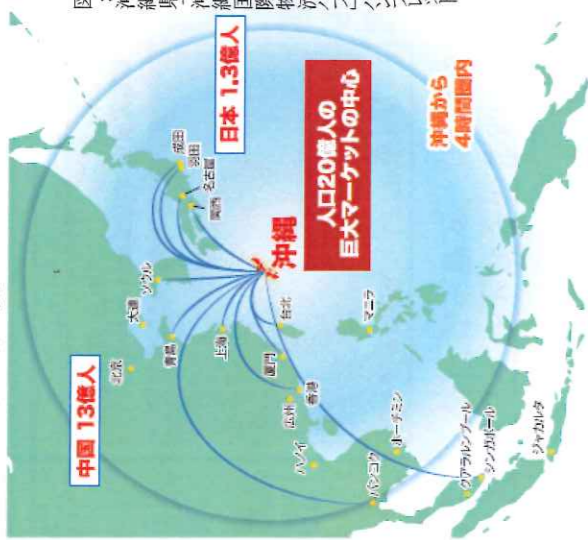 中国 13億人
日本 1.3億人
北京
大連
ソウル
成田
羽田
名古屋
関西
青島
上海
沖縄
人口20億人の
巨大マーケットの中心
沖縄から
4時間圏内
厦門
台北
広州
香港
ハノイ
マニラ
バンコク
ホーチミン
クアラルンプール
シンガポール
ジャカルタ